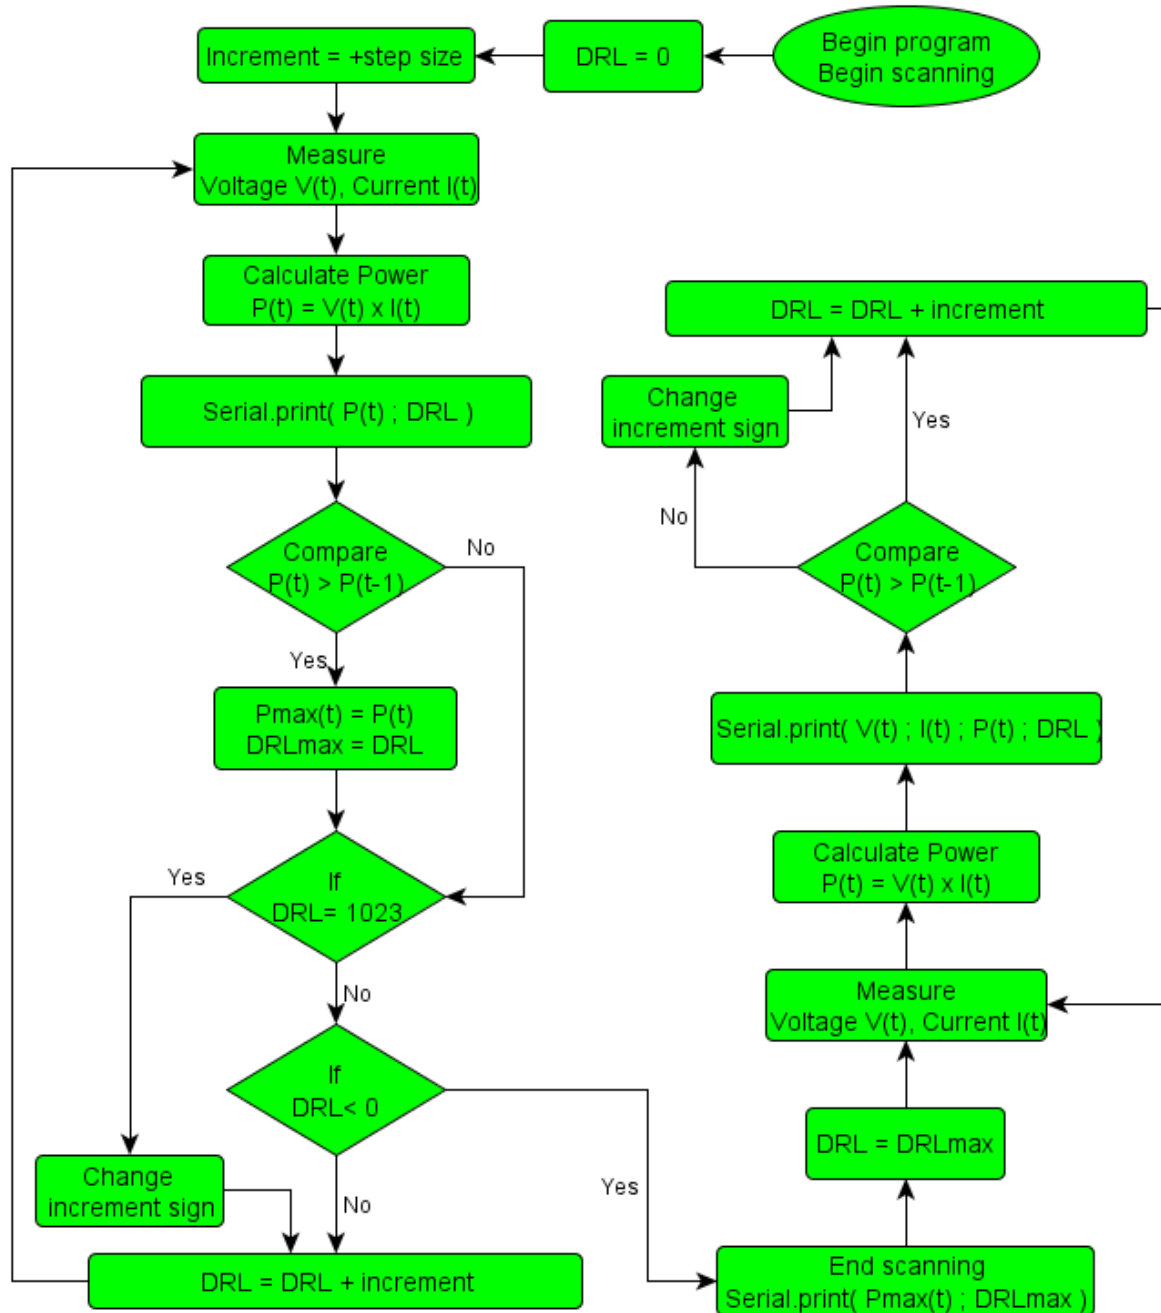 Begin program
Begin scanning
DRL = 0
Increment = +step size
Measure
Voltage V(t), Current I(t)
Calculate Power
P(t) = V(t) x I(t)
Serial.print( P(t) ; DRL )
Compare
P(t) > P(t-1)
No
Yes
Pmax(t) = P(t)
DRLmax = DRL
If
DRL= 1023
Yes
No
If
DRL< 0
Change
increment sign
No
Yes
DRL = DRL + increment
End scanning
Serial.print( Pmax(t) ; DRLmax )
DRL = DRLmax
Measure
Voltage V(t), Current I(t)
Calculate Power
P(t) = V(t) x I(t)
Serial.print( V(t) ; I(t) ; P(t) ; DRL )
Compare
P(t) > P(t-1)
No
Yes
Change
increment sign
DRL = DRL + increment